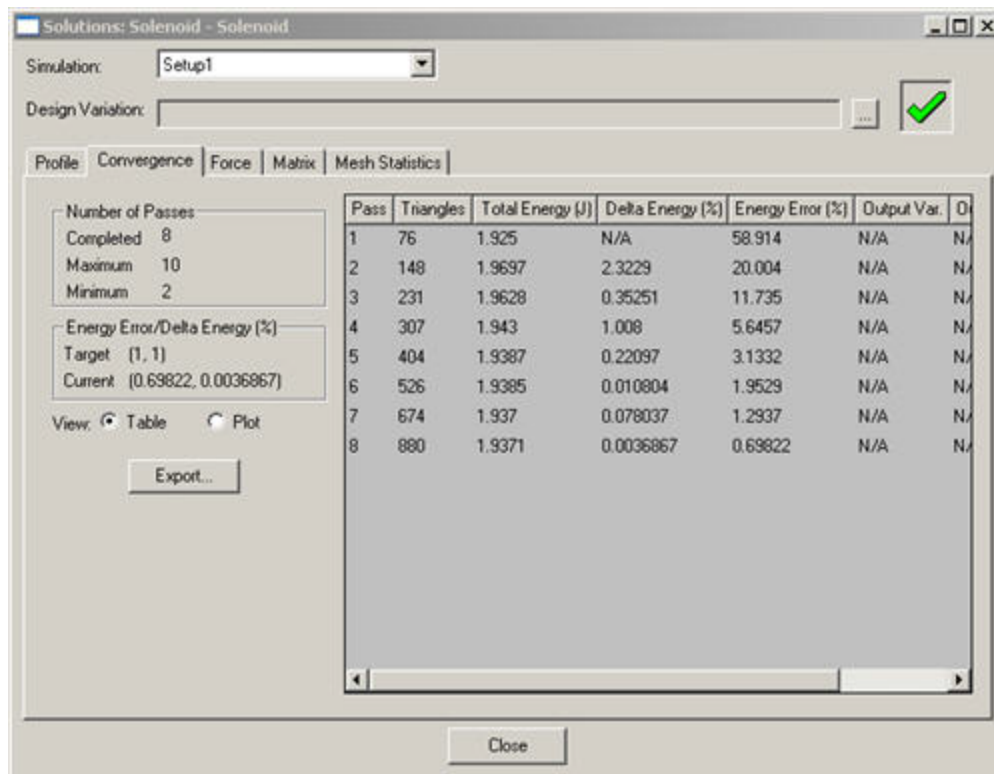 Solutions: Solenoid - Solenoid
Simulation: Setup1
Design Variation: ...
Profile Convergence Force Matrix Mesh Statistics
Number of Passes
Completed 8
Maximum 10
Minimum 2
Energy Error/Delta Energy (%)
Target (1, 1)
Current (0.69822, 0.0036867)
View: Table Plot
Export...
Pass Triangles Total Energy (J) Delta Energy (%) Energy Error (%) Output Var.
1 76 1.925 N/A 58.914 N/A
2 148 1.9697 2.3229 20.004 N/A
3 231 1.9628 0.35251 11.735 N/A
4 307 1.943 1.008 5.6457 N/A
5 404 1.9387 0.22097 3.1332 N/A
6 526 1.9385 0.010804 1.9529 N/A
7 674 1.937 0.078037 1.2937 N/A
8 880 1.9371 0.0036867 0.69822 N/A
Close